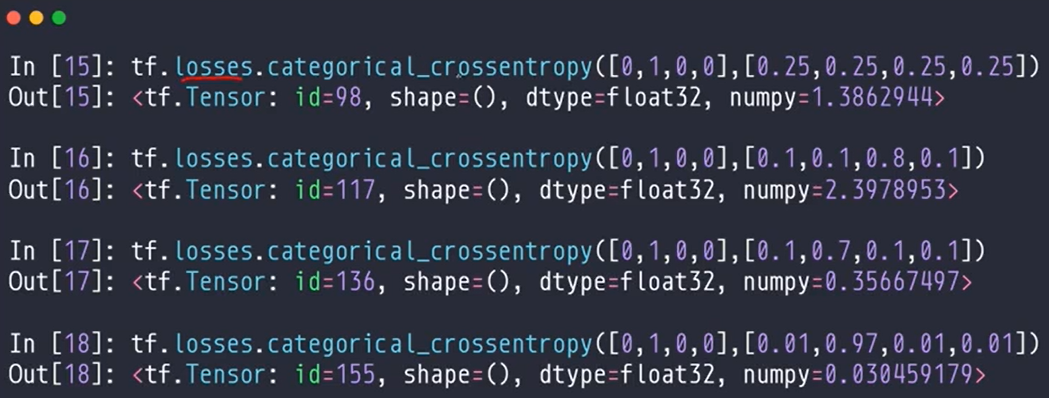 In [15]: tf.losses.categorical_crossentropy([0,1,0,0],[0.25,0.25,0.25,0.25])
Out[15]: <tf.Tensor: id=98, shape=(), dtype=float32, numpy=1.3862944>
In [16]: tf.losses.categorical_crossentropy([0,1,0,0],[0.1,0.1,0.8,0.1])
Out[16]: <tf.Tensor: id=117, shape=(), dtype=float32, numpy=2.3978953>
In [17]: tf.losses.categorical_crossentropy([0,1,0,0],[0.1,0.7,0.1,0.1])
Out[17]: <tf.Tensor: id=136, shape=(), dtype=float32, numpy=0.35667497>
In [18]: tf.losses.categorical_crossentropy([0,1,0,0],[0.01,0.97,0.01,0.01])
Out[18]: <tf.Tensor: id=155, shape=(), dtype=float32, numpy=0.030459179>